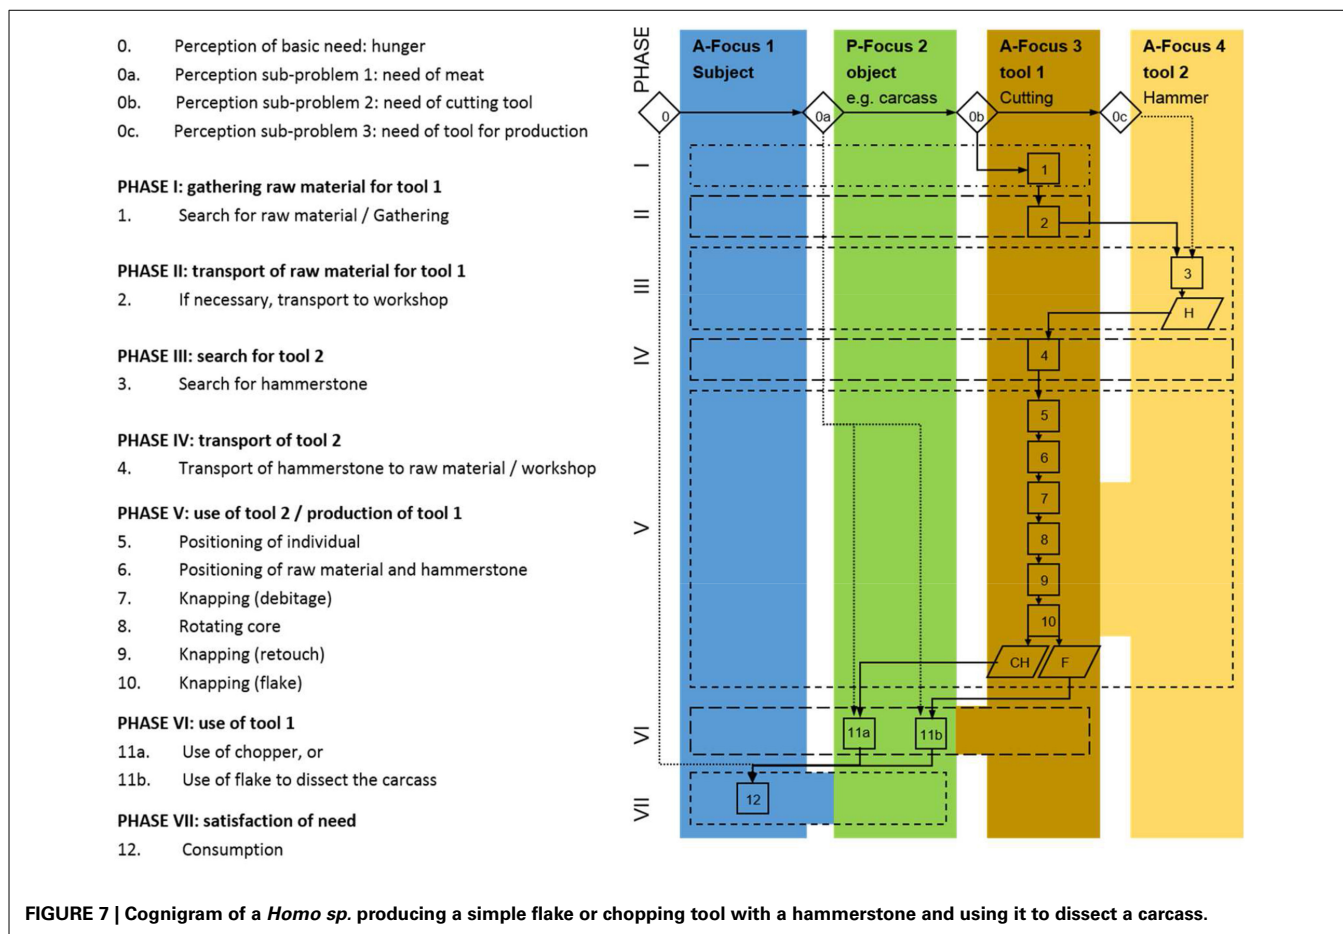 0. Perception of basic need: hunger
0a. Perception sub-problem 1: need of meat
0b. Perception sub-problem 2: need of cutting tool
0c. Perception sub-problem 3: need of tool for production
PHASE I: gathering raw material for tool 1
1. Search for raw material / Gathering
PHASE II: transport of raw material for tool 1
2. If necessary, transport to workshop
PHASE III: search for tool 2
3. Search for hammerstone
PHASE IV: transport of tool 2
4. Transport of hammerstone to raw material / workshop
PHASE V: use of tool 2 / production of tool 1
5. Positioning of individual
6. Positioning of raw material and hammerstone
7. Knapping (debitage)
8. Rotating core
9. Knapping (retouch)
10. Knapping (flake)
PHASE VI: use of tool 1
11a. Use of chopper, or
11b. Use of flake to dissect the carcass
PHASE VII: satisfaction of need
12. Consumption
PHASE
A-Focus 1
Subject
P-Focus 2
object
e.g. carcass
A-Focus 3
tool 1
Cutting
A-Focus 4
tool 2
Hammer
0
0a
0b
0c
I
1
II
2
III
3
H
IV
4
V
5
6
7
8
9
10
CH
F
VI
11a
11b
VII
12
FIGURE 7 | Cognigram of a Homo sp. producing a simple flake or chopping tool with a hammerstone and using it to dissect a carcass.